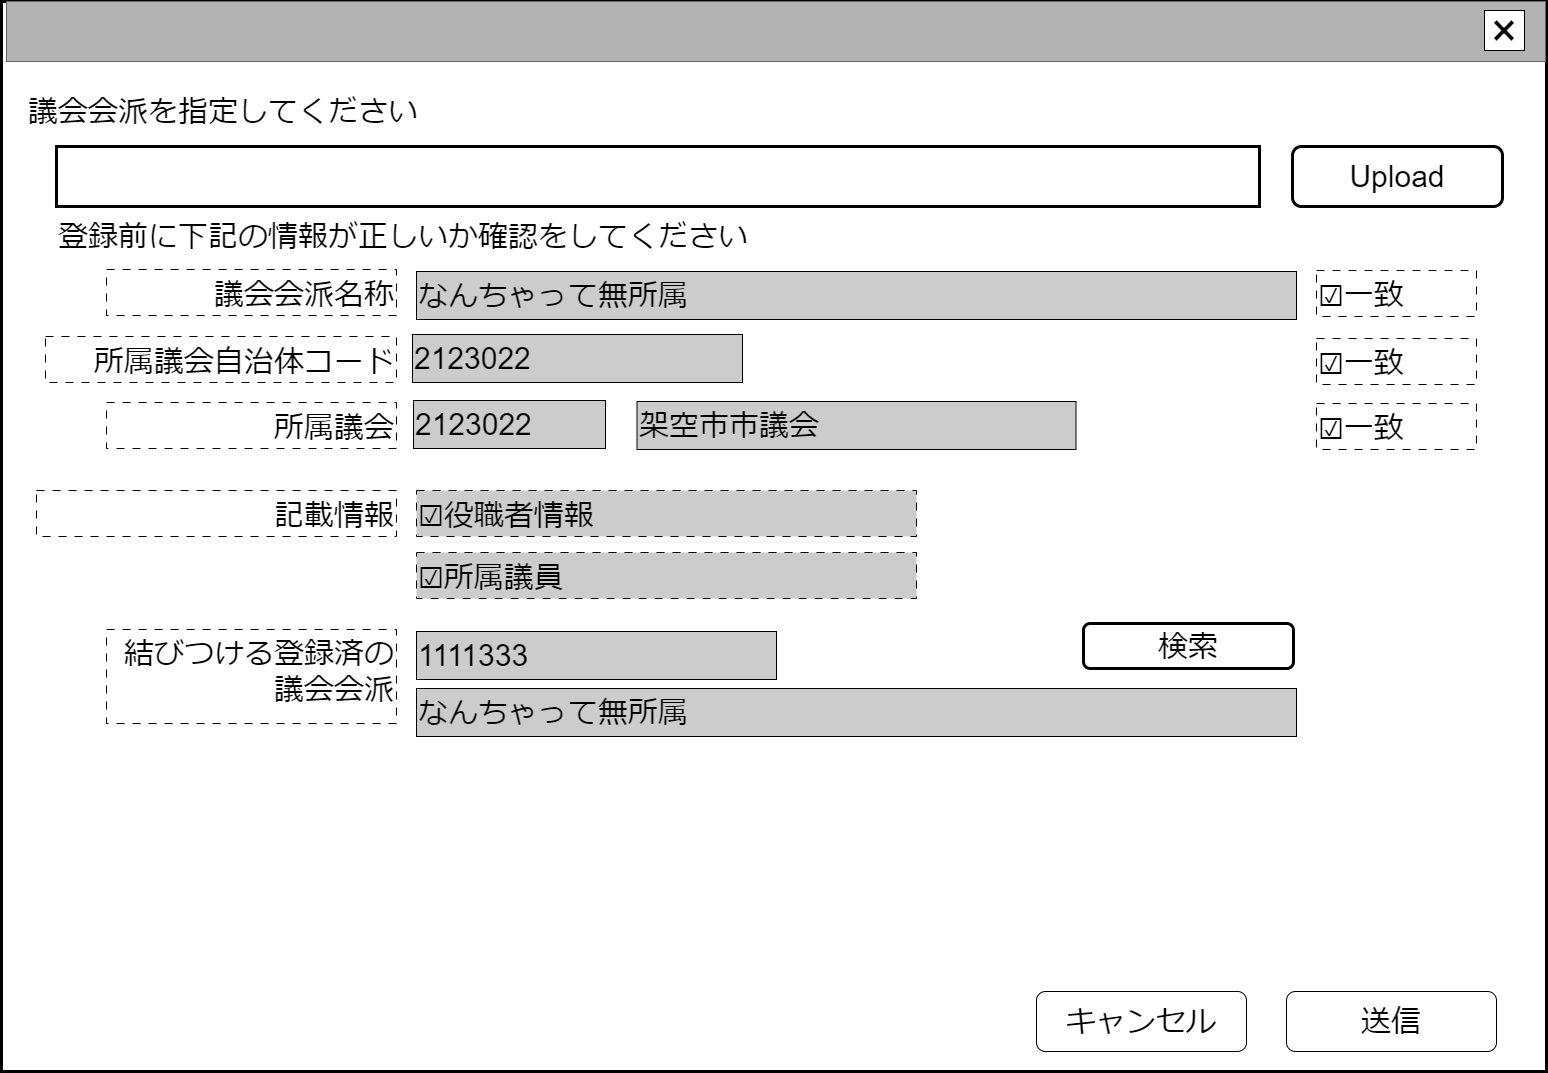 議会会派を指定してください
Upload
登録前に下記の情報が正しいか確認をしてください
議会会派名称 なんちゃって無所属 ☑一致
所属議会自治体コード 2123022 ☑一致
所属議会 2123022 架空市市議会 ☑一致
記載情報 ☑役職者情報
☑所属議員
結びつける登録済の 1111333 検索
議会会派 なんちゃって無所属
キャンセル 送信